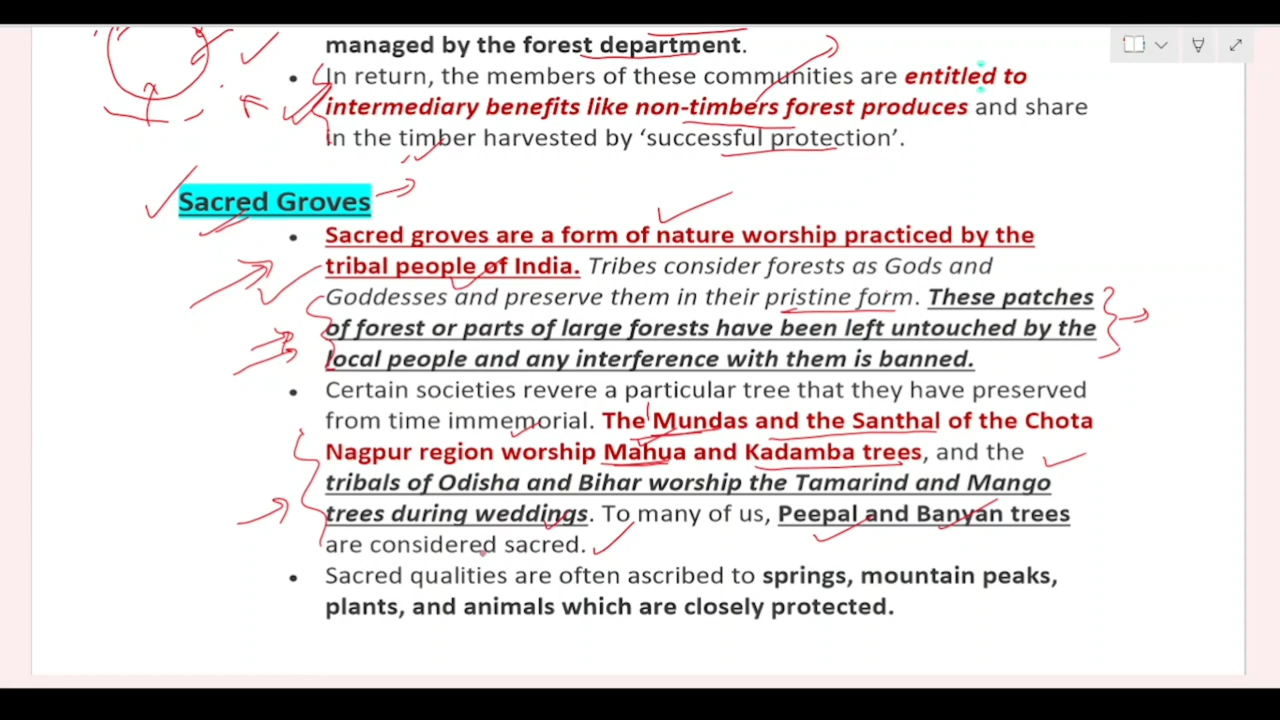 managed by the forest department.
• In return, the members of these communities are entitled to
intermediary benefits like non-timbers forest produces and share
in the timber harvested by ‘successful protection’.
Sacred Groves
• Sacred groves are a form of nature worship practiced by the
tribal people of India. Tribes consider forests as Gods and
Goddesses and preserve them in their pristine form. These patches
of forest or parts of large forests have been left untouched by the
local people and any interference with them is banned.
• Certain societies revere a particular tree that they have preserved
from time immemorial. The Mundas and the Santhal of the Chota
Nagpur region worship Mahua and Kadamba trees, and the
tribals of Odisha and Bihar worship the Tamarind and Mango
trees during weddings. To many of us, Peepal and Banyan trees
are considered sacred.
• Sacred qualities are often ascribed to springs, mountain peaks,
plants, and animals which are closely protected.